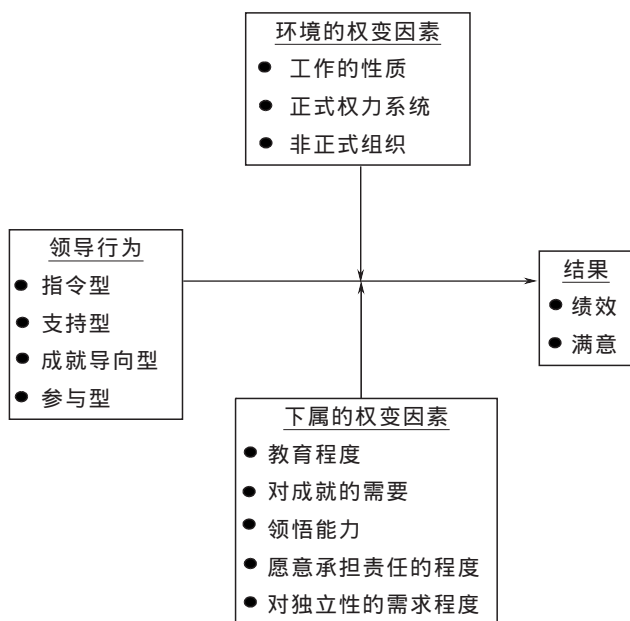 环境的权变因素
● 工作的性质
● 正式权力系统
● 非正式组织
领导行为
● 指令型
● 支持型
● 成就导向型
● 参与型
结果
● 绩效
● 满意
下属的权变因素
● 教育程度
● 对成就的需要
● 领悟能力
● 愿意承担责任的程度
● 对独立性的需求程度